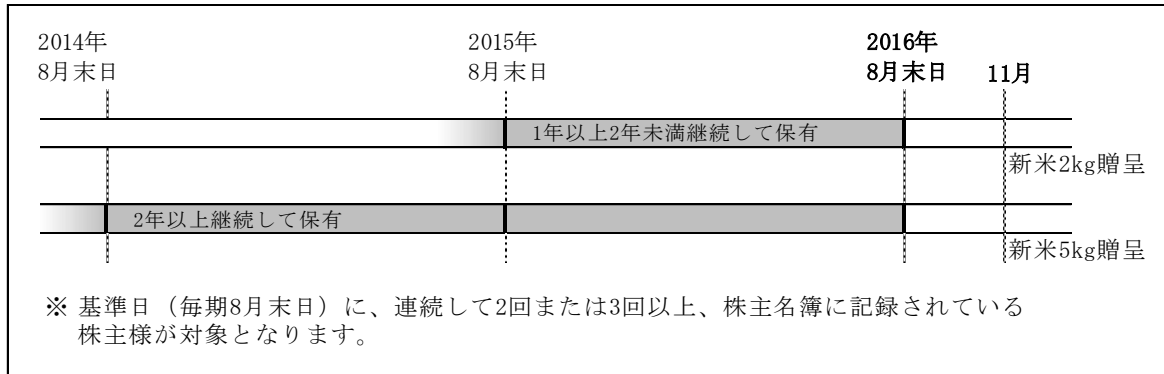 2014年
8月末日
2015年
8月末日
2016年
8月末日
11月
1年以上2年未満継続して保有
新米2kg贈呈
2年以上継続して保有
新米5kg贈呈
※ 基準日（毎期8月末日）に、連続して2回または3回以上、株主名簿に記録されている
株主様が対象となります。